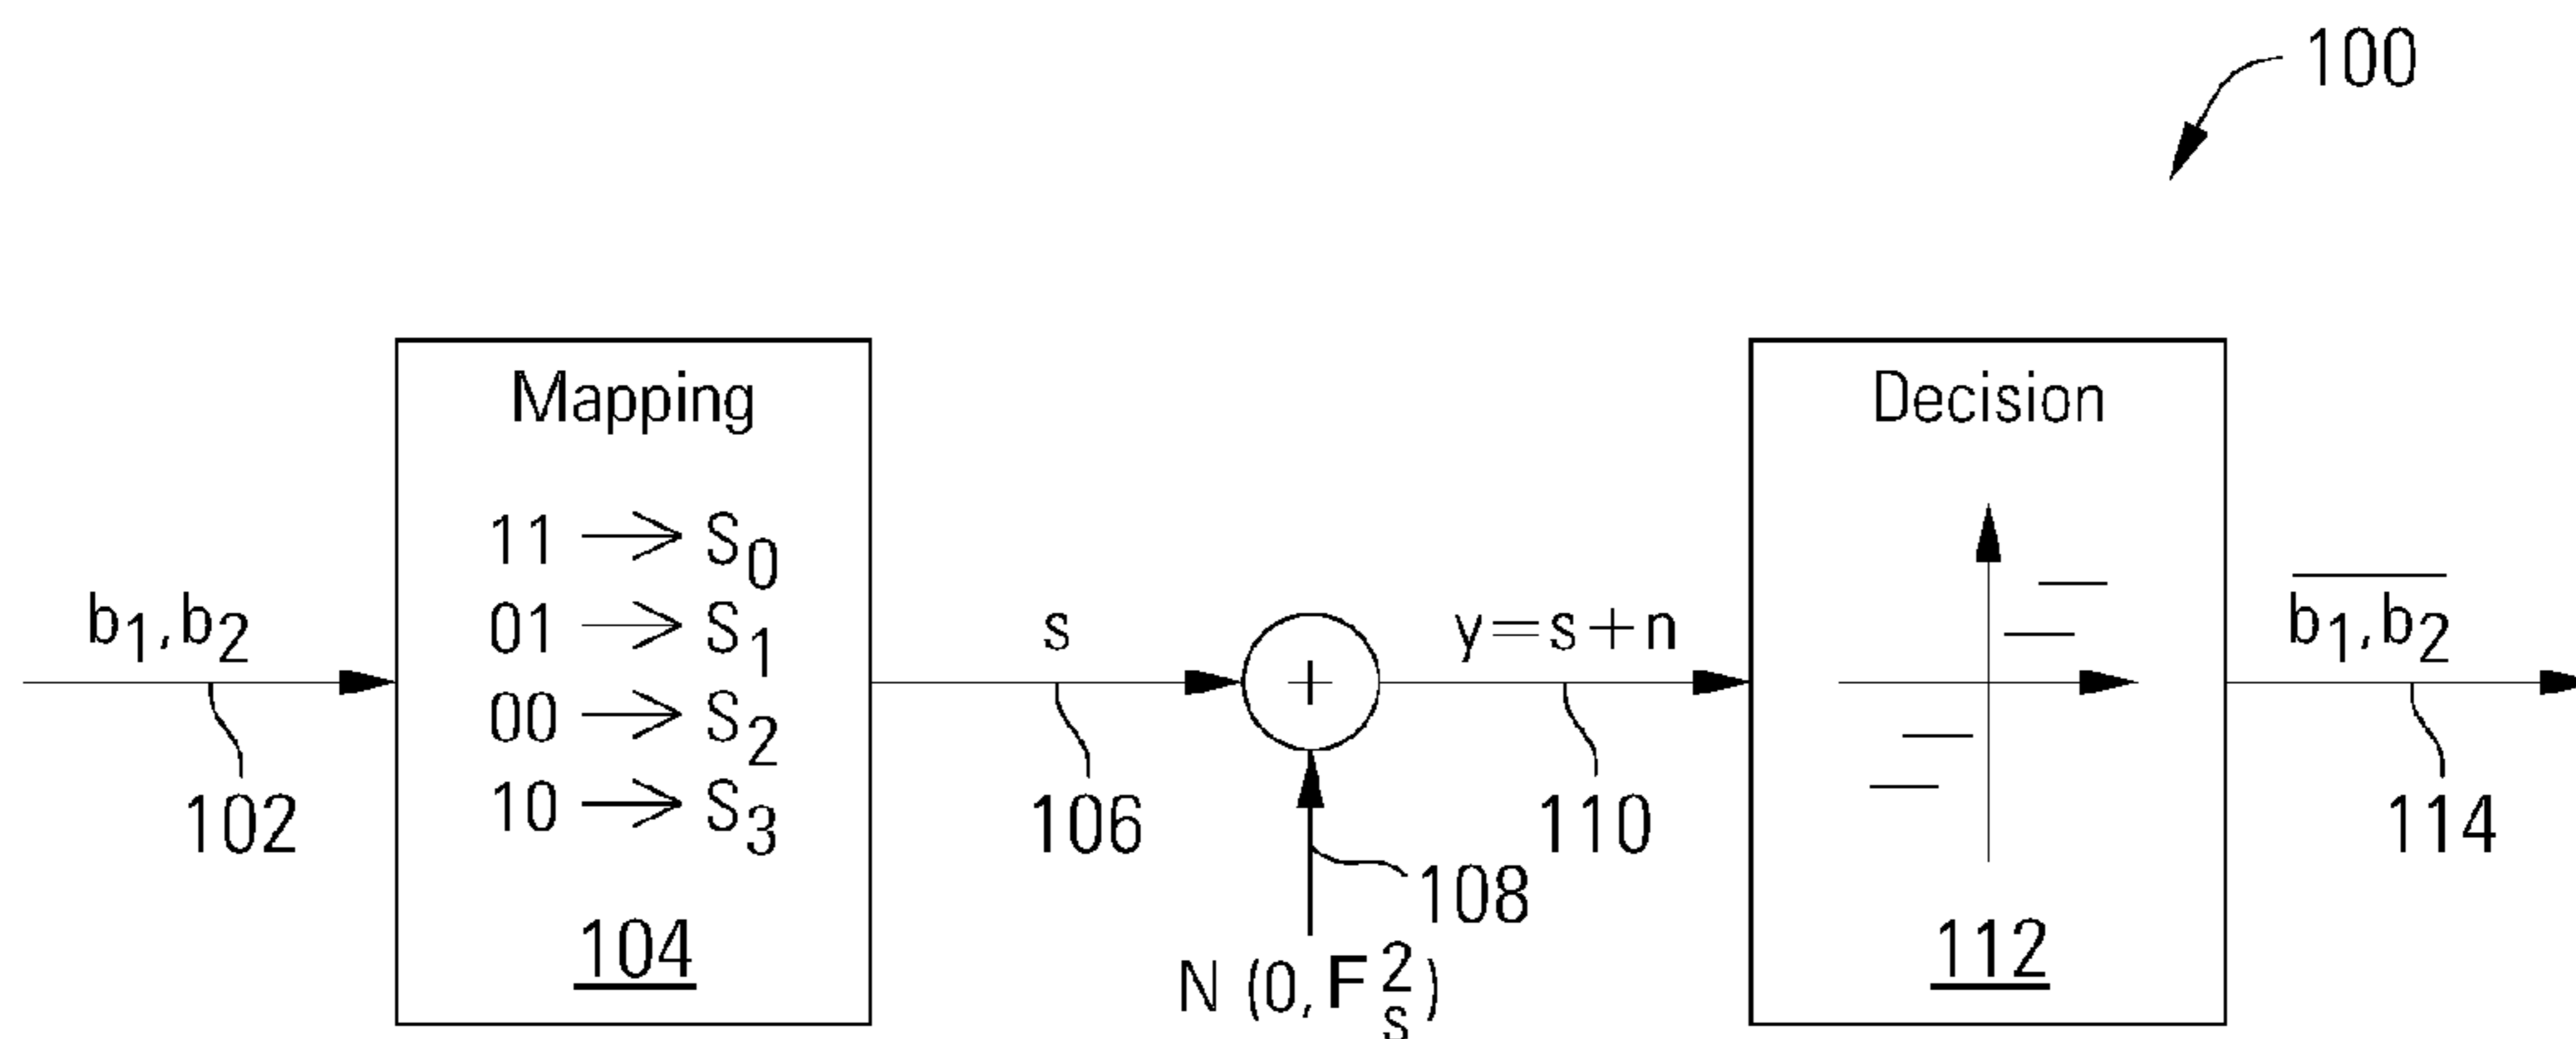 100
Mapping
11 → S0
01 → S1
00 → S2
10 → S3
104
b1,b2
102
s
106
+
108
N (0, F²s)
y=s+n
110
Decision
112
b1,b2
114